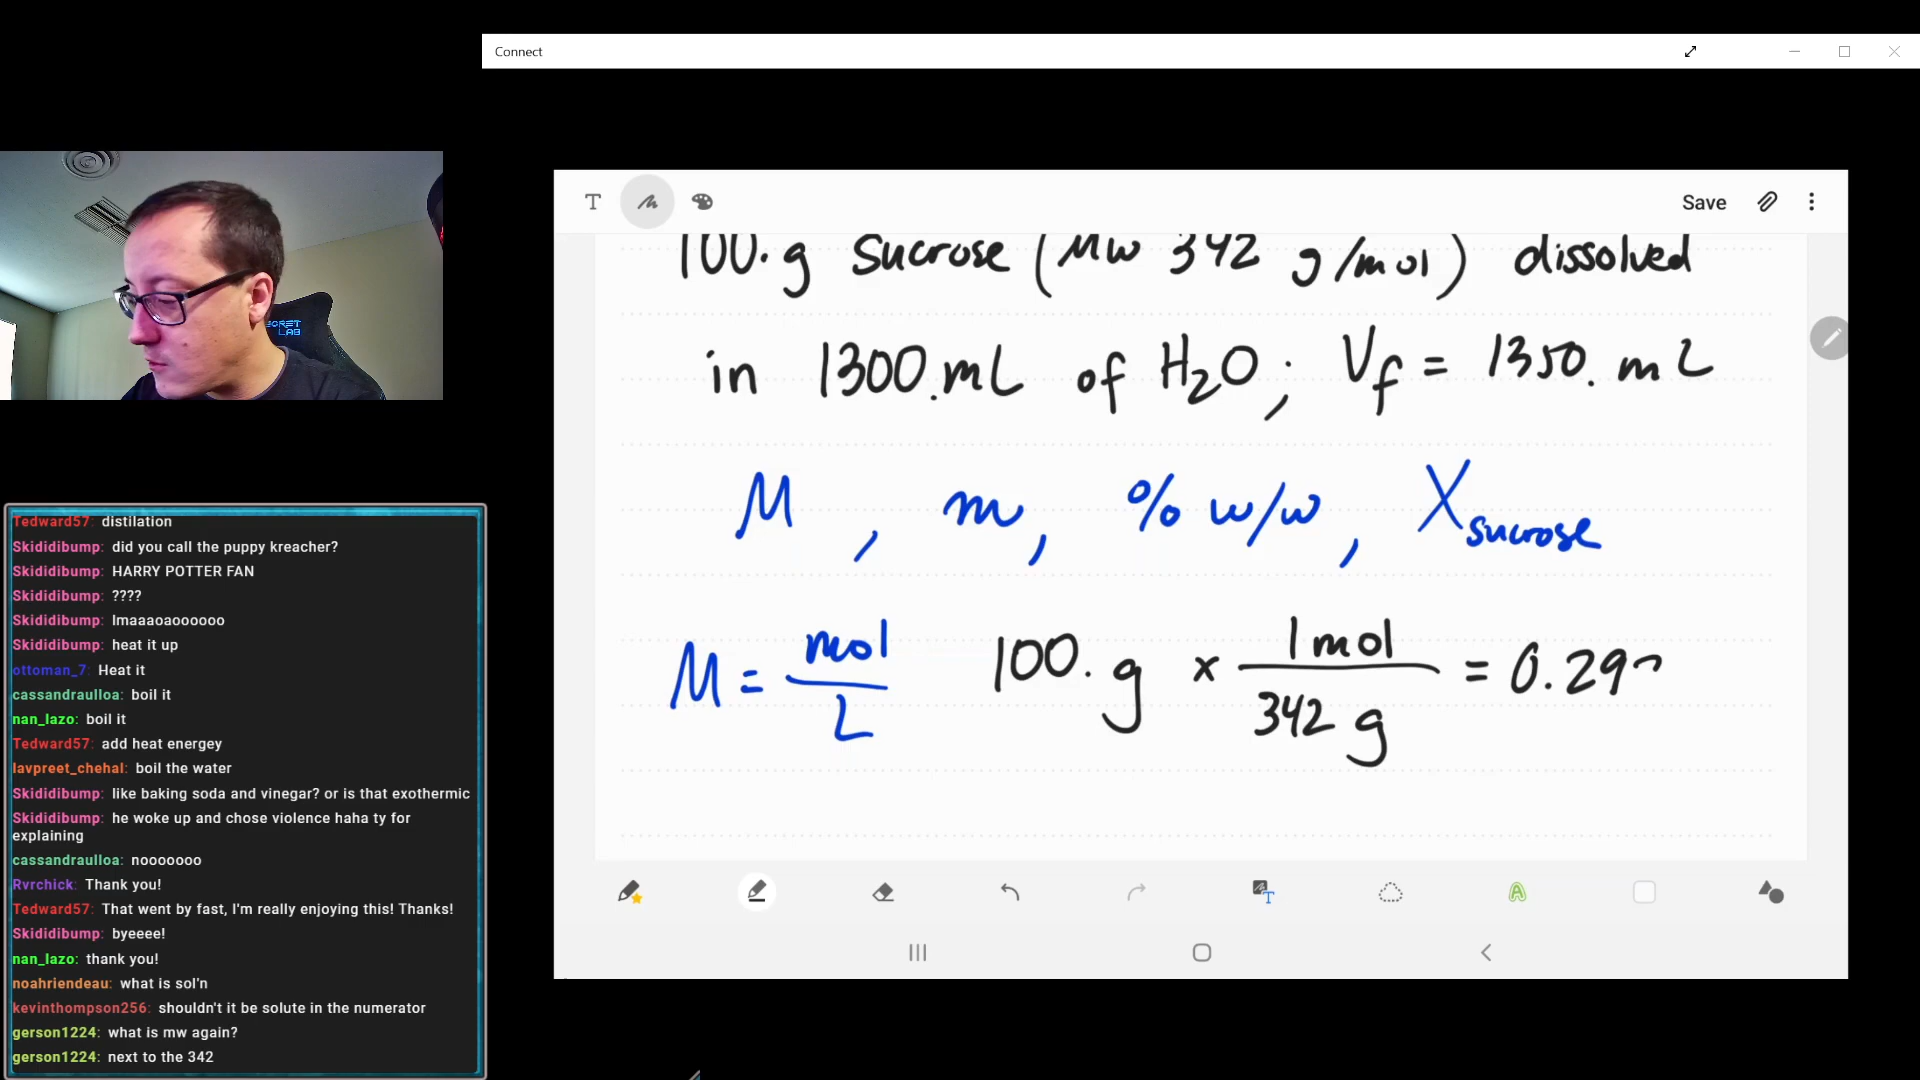 Connect
SECRET
LAB
Save
T
100. g Sucrose (MW 342 g/mol) dissolved
in 1300. mL of H₂O; Vf = 1350. mL
M, m, % w/w, Xsucrose
M = mol/L 100. g x 1 mol/342 g = 0.29
Tedward57: distilation
Skididibump: did you call the puppy kreacher?
Skididibump: HARRY POTTER FAN
Skididibump: ????
Skididibump: lmaaaoaoooooo
Skididibump: heat it up
ottoman_7: Heat it
cassandraulloa: boil it
nan_lazo: boil it
Tedward57: add heat energey
lavpreet_chehal: boil the water
Skididibump: like baking soda and vinegar? or is that exothermic
Skididibump: he woke up and chose violence haha ty for
explaining
cassandraulloa: nooooooo
Rvrchick: Thank you!
Tedward57: That went by fast, I'm really enjoying this! Thanks!
Skididibump: byeeee!
nan_lazo: thank you!
noahriendeau: what is sol'n
kevinthompson256: shouldn't it be solute in the numerator
gerson1224: what is mw again?
gerson1224: next to the 342